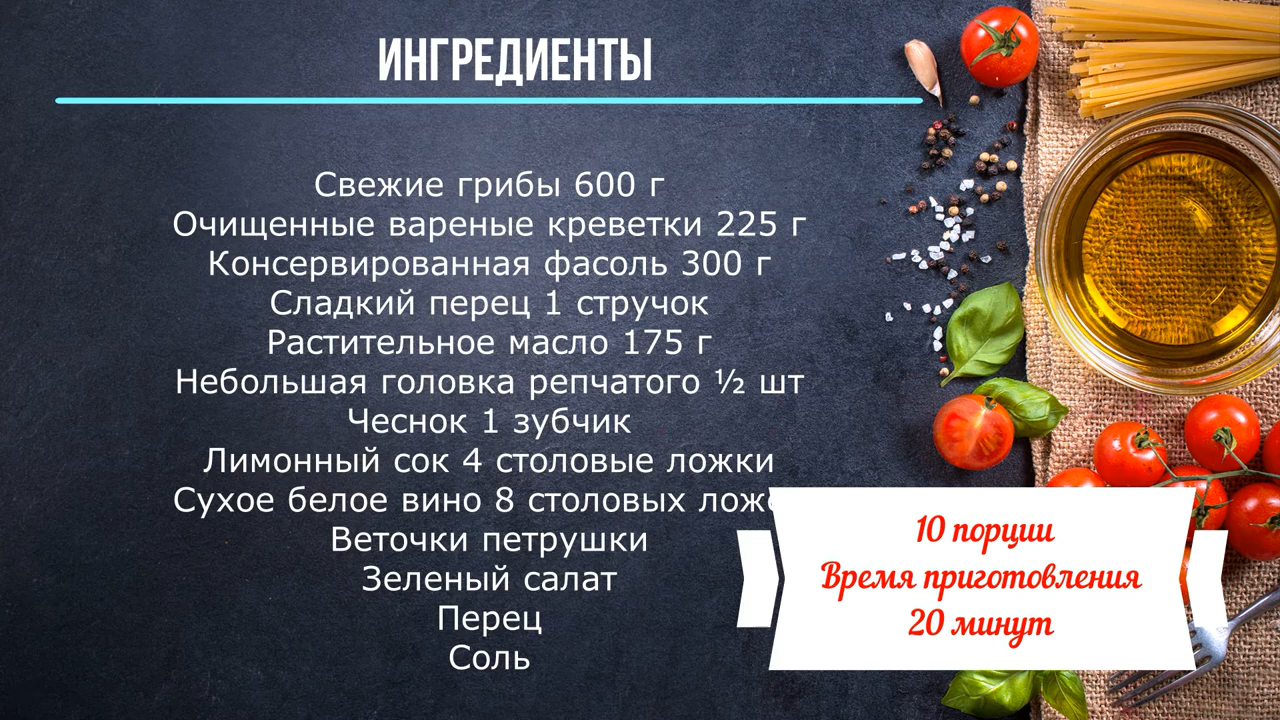 ИНГРЕДИЕНТЫ
Свежие грибы 600 г
Очищенные вареные креветки 225 г
Консервированная фасоль 300 г
Сладкий перец 1 стручок
Растительное масло 175 г
Небольшая головка репчатого ½ шт
Чеснок 1 зубчик
Лимонный сок 4 столовые ложки
Сухое белое вино 8 столовых
Веточки петрушки
Зеленый салат
Перец
Соль
10 порции
Время приготовления
20 минут